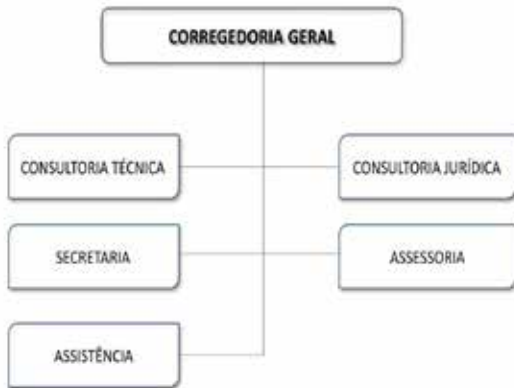 CORREGEDORIA GERAL
CONSULTORIA TÉCNICA
CONSULTORIA JURÍDICA
SECRETARIA
ASSESSORIA
ASSISTÊNCIA